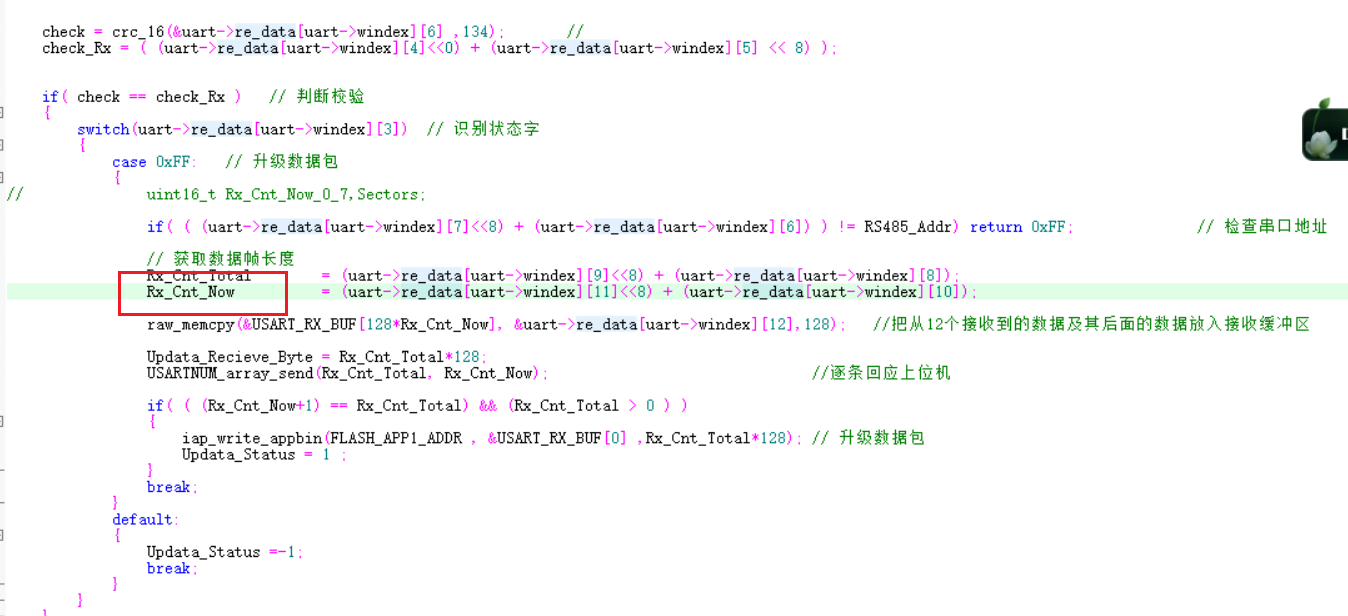 check = crc_16(&uart->re_data[uart->windex][6] ,134);       //
check_Rx = ( (uart->re_data[uart->windex][4]<<0) + (uart->re_data[uart->windex][5] << 8) );
if( check == check_Rx )   // 判断校验
{
switch(uart->re_data[uart->windex][3])  // 识别状态字
{
case 0xFF:   // 升级数据包
{
//              uint16_t Rx_Cnt_Now_0_7,Sectors;
if( ( (uart->re_data[uart->windex][7]<<8) + (uart->re_data[uart->windex][6]) ) != RS485_Addr) return 0xFF;              // 检查串口地址
// 获取数据帧长度
Rx_Cnt_Total        = (uart->re_data[uart->windex][9]<<8) + (uart->re_data[uart->windex][8]);
Rx_Cnt_Now          = (uart->re_data[uart->windex][11]<<8) + (uart->re_data[uart->windex][10]);
raw_memcpy(&USART_RX_BUF[128*Rx_Cnt_Now], &uart->re_data[uart->windex][12],128);   //把从12个接收到的数据及其后面的数据放入接收缓冲区
Updata_Recieve_Byte = Rx_Cnt_Total*128;
USARTNUM_array_send(Rx_Cnt_Total, Rx_Cnt_Now);                              //逐条回应上位机
if( ( (Rx_Cnt_Now+1) == Rx_Cnt_Total) && (Rx_Cnt_Total > 0 ) )
{
iap_write_appbin(FLASH_APP1_ADDR , &USART_RX_BUF[0] ,Rx_Cnt_Total*128); // 升级数据包
Updata_Status = 1 ;
}
break;
}
default:
{
Updata_Status =-1;
break;
}
}